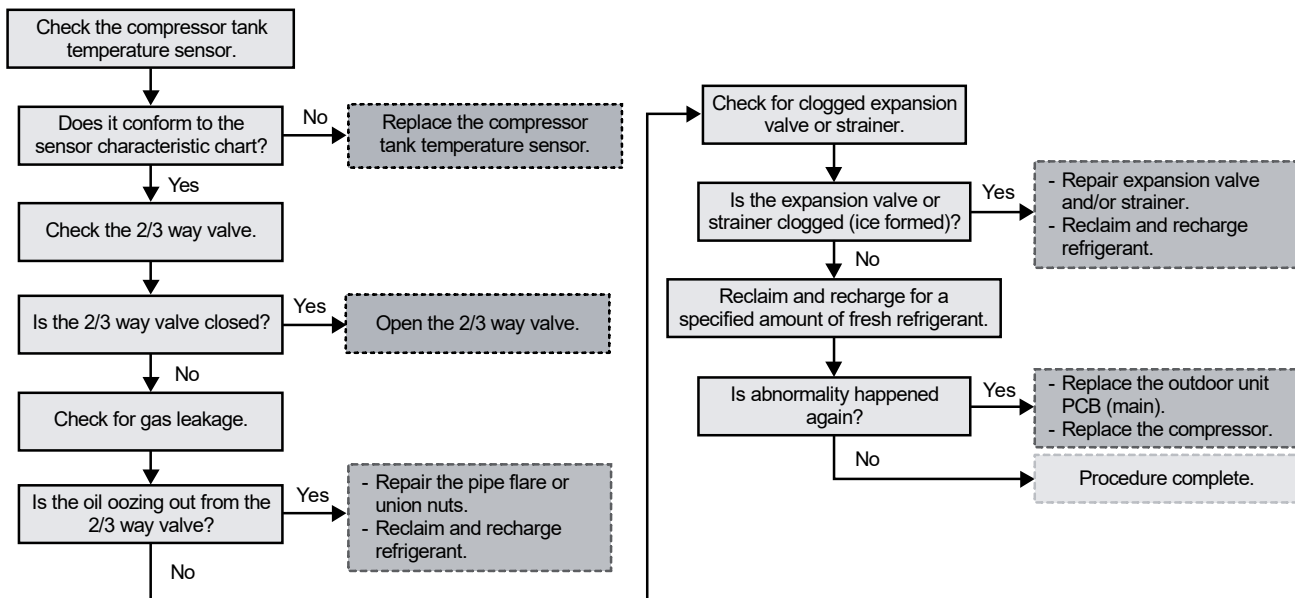 Check the compressor tank
temperature sensor.
Does it conform to the
sensor characteristic chart?
No
Replace the compressor
tank temperature sensor.
Yes
Check the 2/3 way valve.
Is the 2/3 way valve closed?
Yes
Open the 2/3 way valve.
No
Check for gas leakage.
Is the oil oozing out from the
2/3 way valve?
Yes
- Repair the pipe flare or
union nuts.
- Reclaim and recharge
refrigerant.
No
Check for clogged expansion
valve or strainer.
Is the expansion valve or
strainer clogged (ice formed)?
Yes
- Repair expansion valve
and/or strainer.
- Reclaim and recharge
refrigerant.
No
Reclaim and recharge for a
specified amount of fresh refrigerant.
Is abnormality happened
again?
Yes
- Replace the outdoor unit
PCB (main).
- Replace the compressor.
No
Procedure complete.